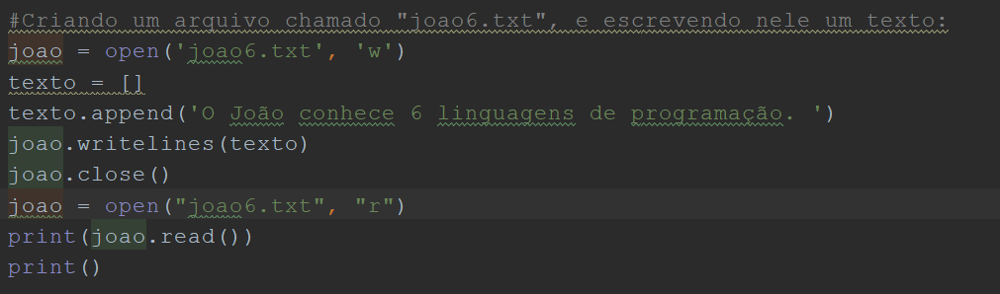 #Criando um arquivo chamado "joao6.txt", e escrevendo nele um texto:
joao = open('joao6.txt', 'w')
texto = []
texto.append('O João conhece 6 linguagens de programação. ')
joao.writelines(texto)
joao.close()
joao = open("joao6.txt", "r")
print(joao.read())
print()